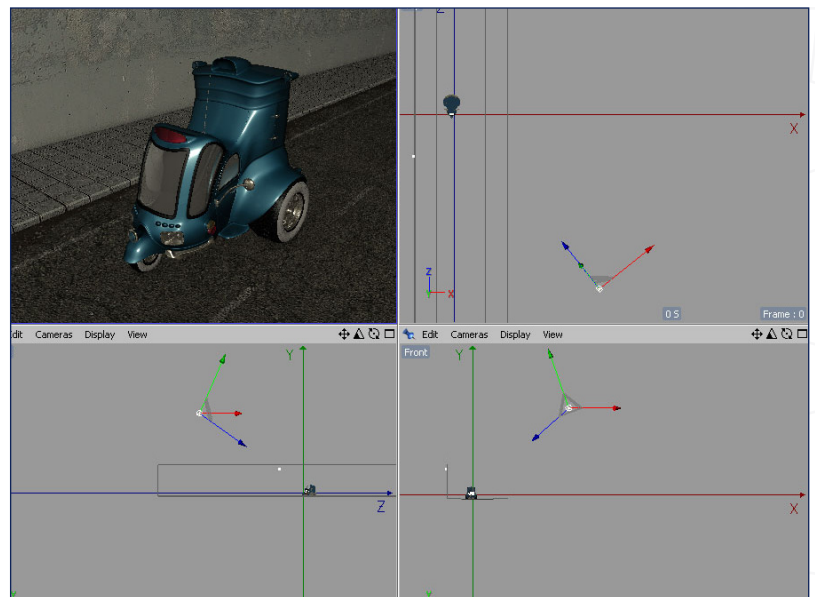 Z
X
Z
Y X
0 S Frame : 0
dit Cameras Display View
Edit Cameras Display View
Y
Z
Front
Y
X
Y
Y